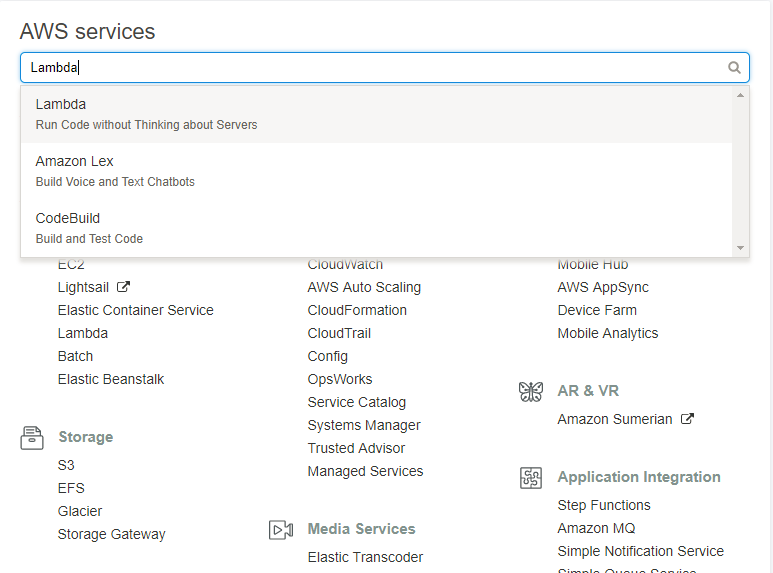 AWS services
Lambda
Lambda
Run Code without Thinking about Servers
Amazon Lex
Build Voice and Text Chatbots
CodeBuild
Build and Test Code
EC2
Lightsail
Elastic Container Service
Lambda
Batch
Elastic Beanstalk
Storage
S3
EFS
Glacier
Storage Gateway
CloudWatch
AWS Auto Scaling
CloudFormation
CloudTrail
Config
OpsWorks
Service Catalog
Systems Manager
Trusted Advisor
Managed Services
Media Services
Elastic Transcoder
Mobile Hub
AWS AppSync
Device Farm
Mobile Analytics
AR & VR
Amazon Sumerian
Application Integration
Step Functions
Amazon MQ
Simple Notification Service
Simple Queue Service